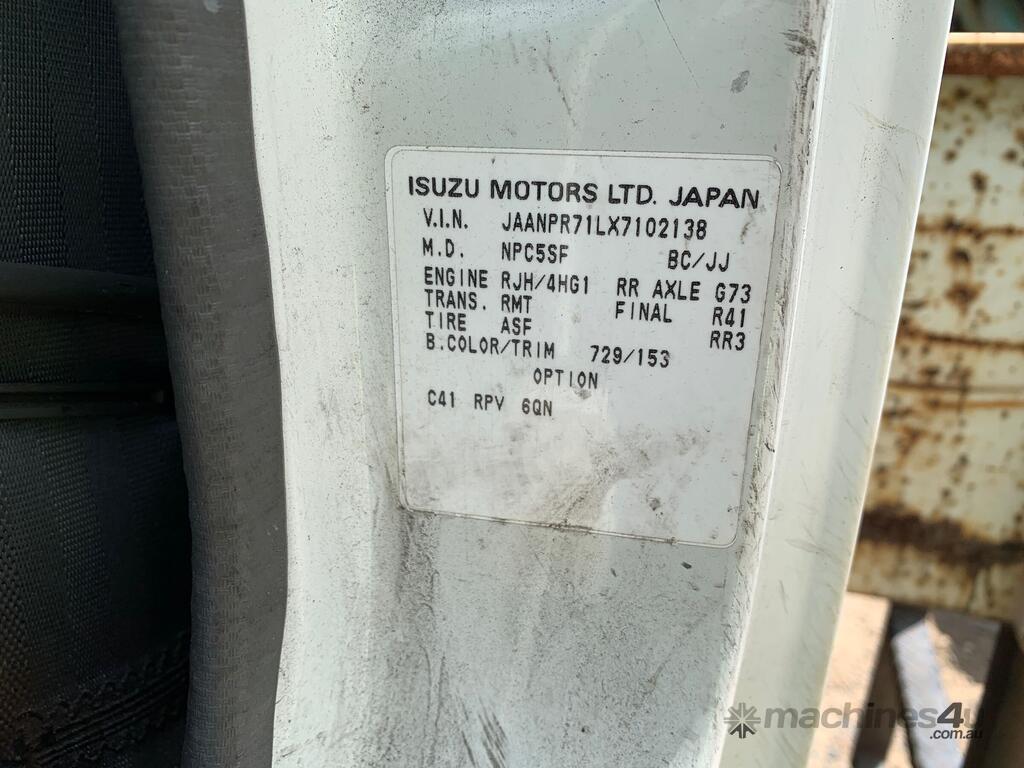 ISUZU MOTORS LTD. JAPAN
V.I.N. JAANPR71LX7102138
M.D. NPC5SF BC/JJ
ENGINE RJH/4HG1 RR AXLE G73
TRANS. RMT FINAL R41
TIRE ASF RR3
B.COLOR/TRIM 729/153
OPTION
C41 RPV 6QN
machines4u
.com.au